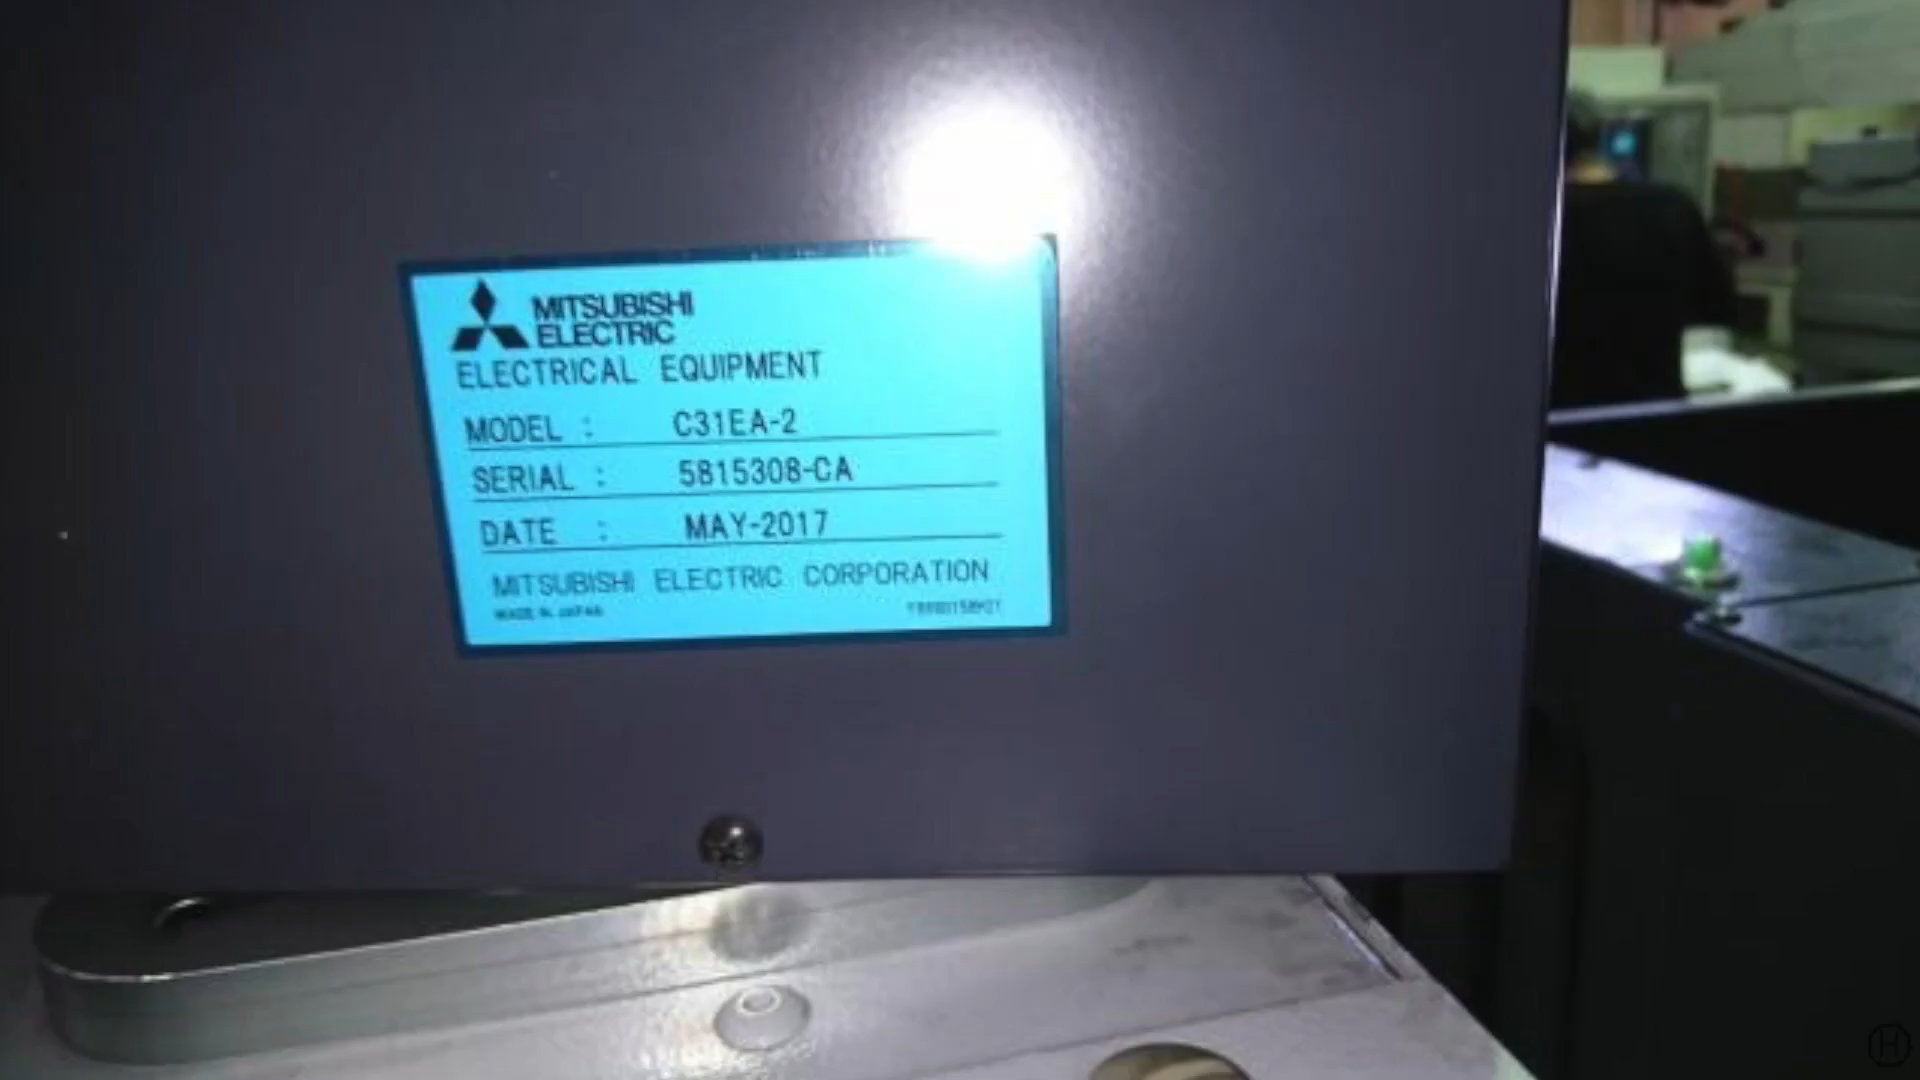 MITSUBISHI
ELECTRIC
ELECTRICAL EQUIPMENT
MODEL : C31EA-2
SERIAL : 5815308-CA
DATE : MAY-2017
MITSUBISHI ELECTRIC CORPORATION
MADE IN JAPAN